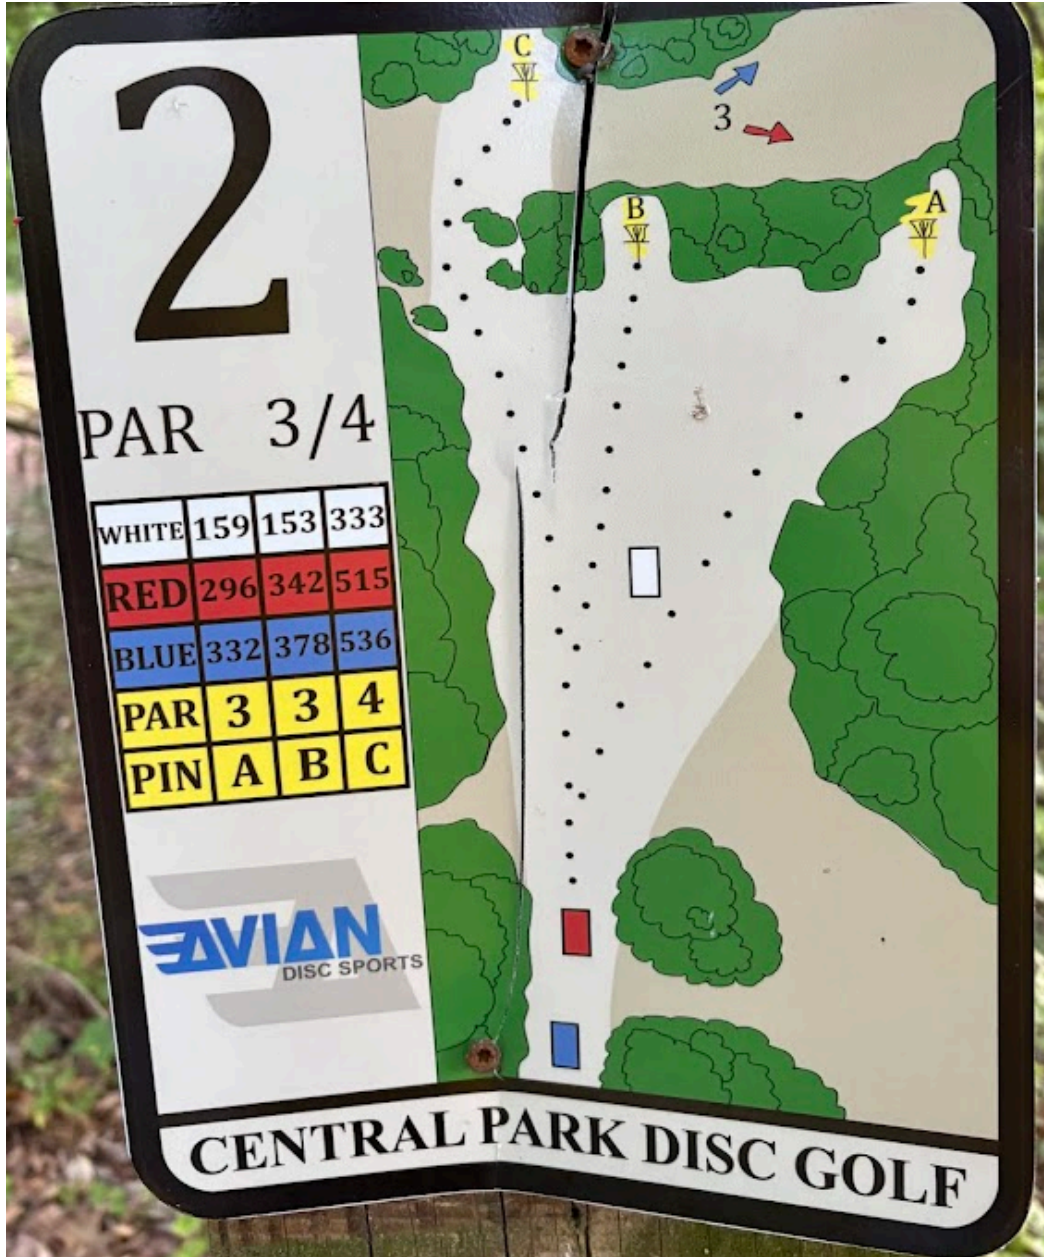 2
PAR 3/4
WHITE 159 153 333
RED 296 342 515
BLUE 332 378 536
PAR 3 3 4
PIN A B C
AVIAN
DISC SPORTS
C
3
B
A
CENTRAL PARK DISC GOLF